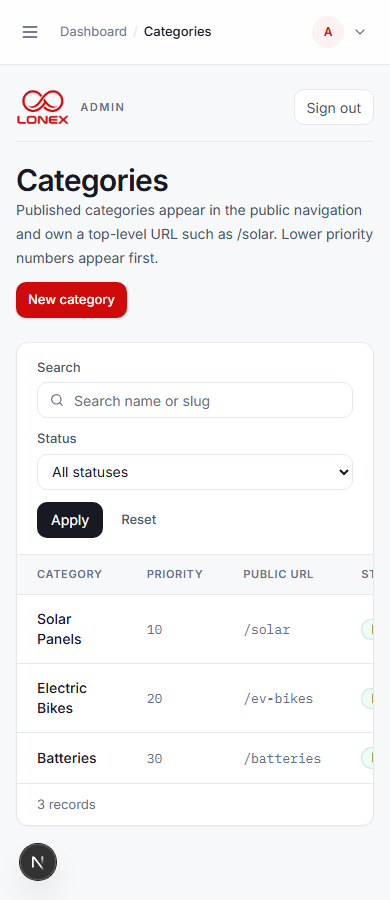 Dashboard / Categories
A
LONEX
ADMIN
Sign out
Categories
Published categories appear in the public navigation
and own a top-level URL such as /solar. Lower priority
numbers appear first.
New category
Search
Search name or slug
Status
All statuses
Apply
Reset
CATEGORY PRIORITY PUBLIC URL
Solar
Panels
10 /solar
Electric
Bikes
20 /ev-bikes
Batteries 30 /batteries
3 records
N